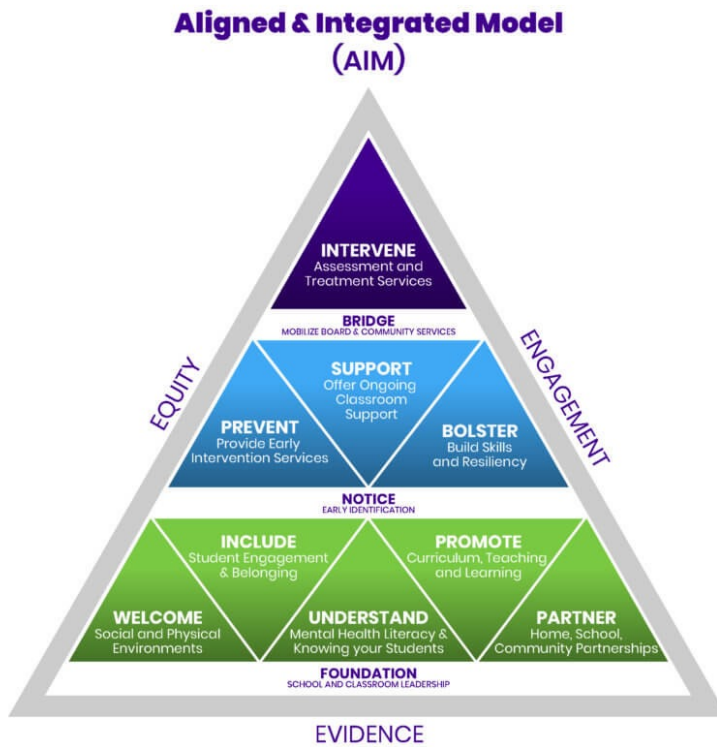 Aligned & Integrated Model
(AIM)
INTERVENE
Assessment and
Treatment Services
BRIDGE
MOBILIZE BOARD & COMMUNITY SERVICES
EQUITY
ENGAGEMENT
SUPPORT
Offer Ongoing
Classroom
Support
PREVENT
Provide Early
Intervention Services
BOLSTER
Build Skills
and Resiliency
NOTICE
EARLY IDENTIFICATION
INCLUDE
Student Engagement
& Belonging
PROMOTE
Curriculum, Teaching
and Learning
WELCOME
Social and Physical
Environments
UNDERSTAND
Mental Health Literacy &
Knowing your Students
PARTNER
Home, School,
Community Partnerships
FOUNDATION
SCHOOL AND CLASSROOM LEADERSHIP
EVIDENCE